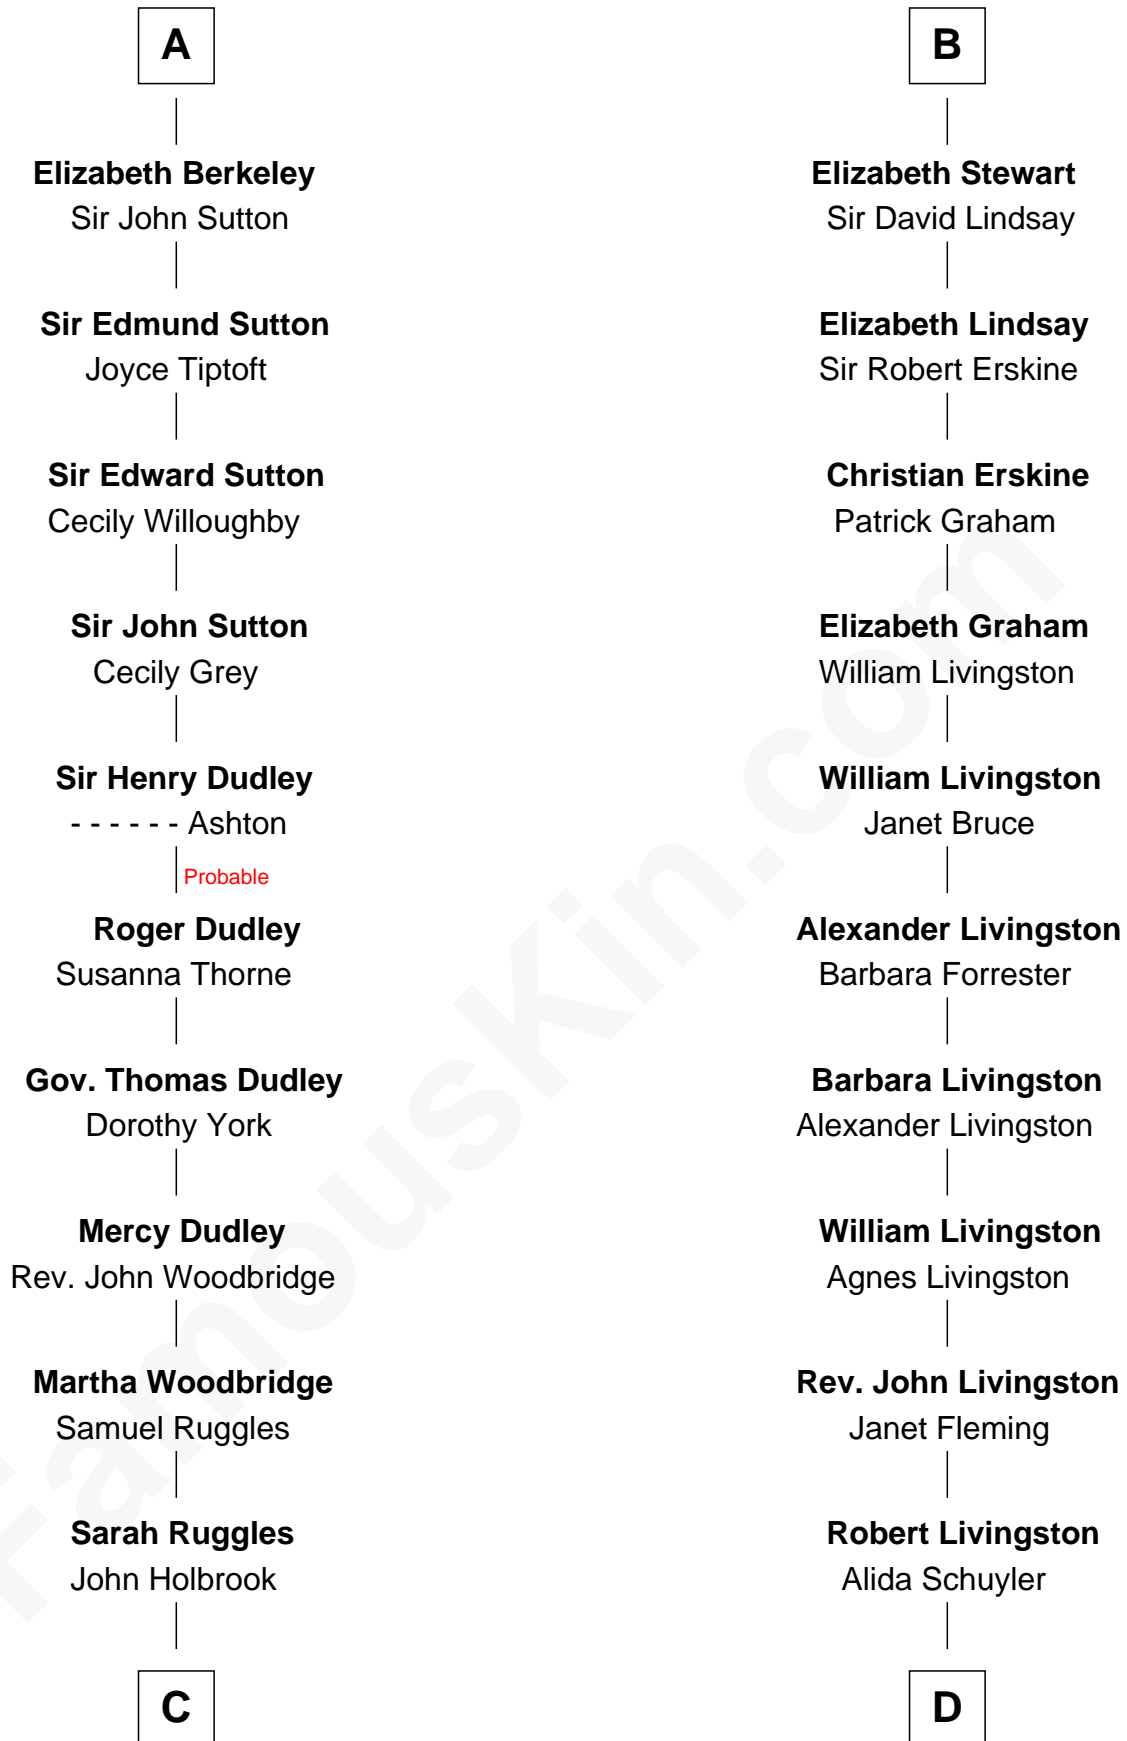 A
Elizabeth Berkeley
Sir John Sutton
Sir Edmund Sutton
Joyce Tiptoft
Sir Edward Sutton
Cecily Willoughby
Sir John Sutton
Cecily Grey
Sir Henry Dudley
- - - - - - Ashton
Probable
Roger Dudley
Susanna Thorne
Gov. Thomas Dudley
Dorothy York
Mercy Dudley
Rev. John Woodbridge
Martha Woodbridge
Samuel Ruggles
Sarah Ruggles
John Holbrook
C
B
Elizabeth Stewart
Sir David Lindsay
Elizabeth Lindsay
Sir Robert Erskine
Christian Erskine
Patrick Graham
Elizabeth Graham
William Livingston
William Livingston
Janet Bruce
Alexander Livingston
Barbara Forrester
Barbara Livingston
Alexander Livingston
William Livingston
Agnes Livingston
Rev. John Livingston
Janet Fleming
Robert Livingston
Alida Schuyler
D
FamousKin.com